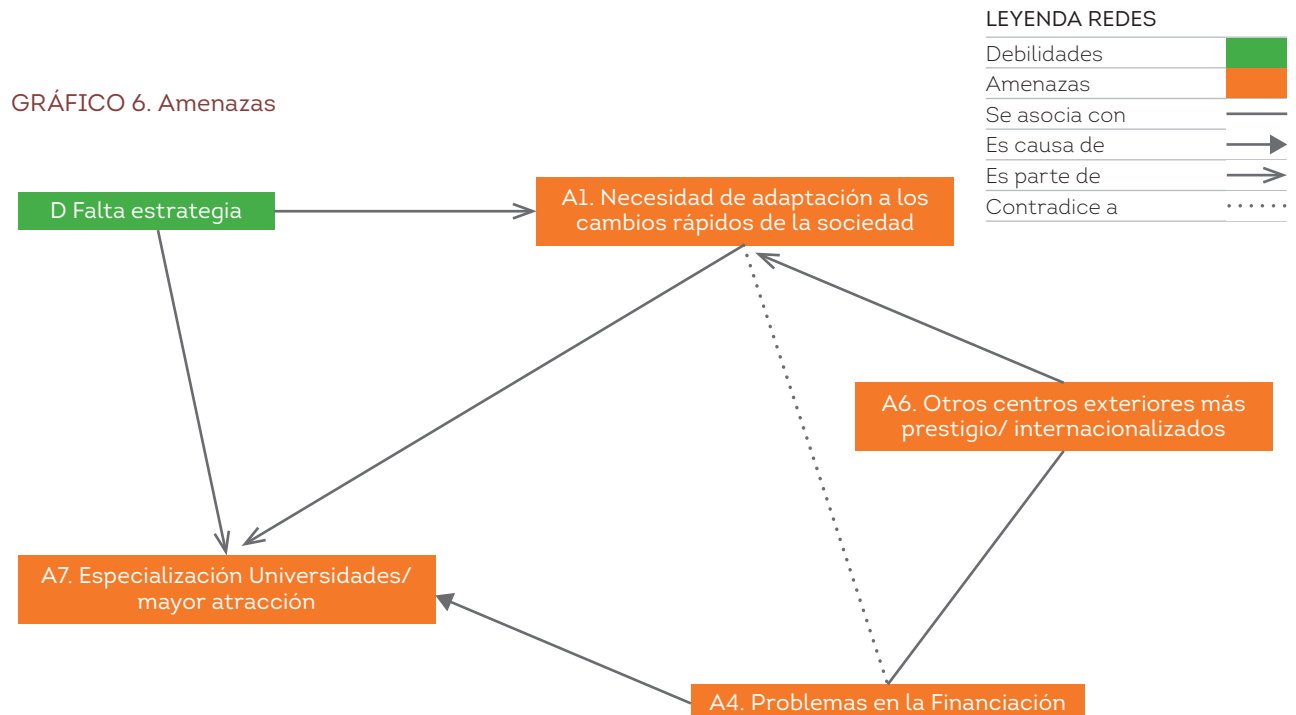 LEYENDA REDES
Debilidades
Amenazas
Se asocia con
Es causa de
Es parte de
Contradice a
GRÁFICO 6. Amenazas
D Falta estrategia
A1. Necesidad de adaptación a los
cambios rápidos de la sociedad
A6. Otros centros exteriores más
prestigio/ internacionalizados
A7. Especialización Universidades/
mayor atracción
A4. Problemas en la Financiación